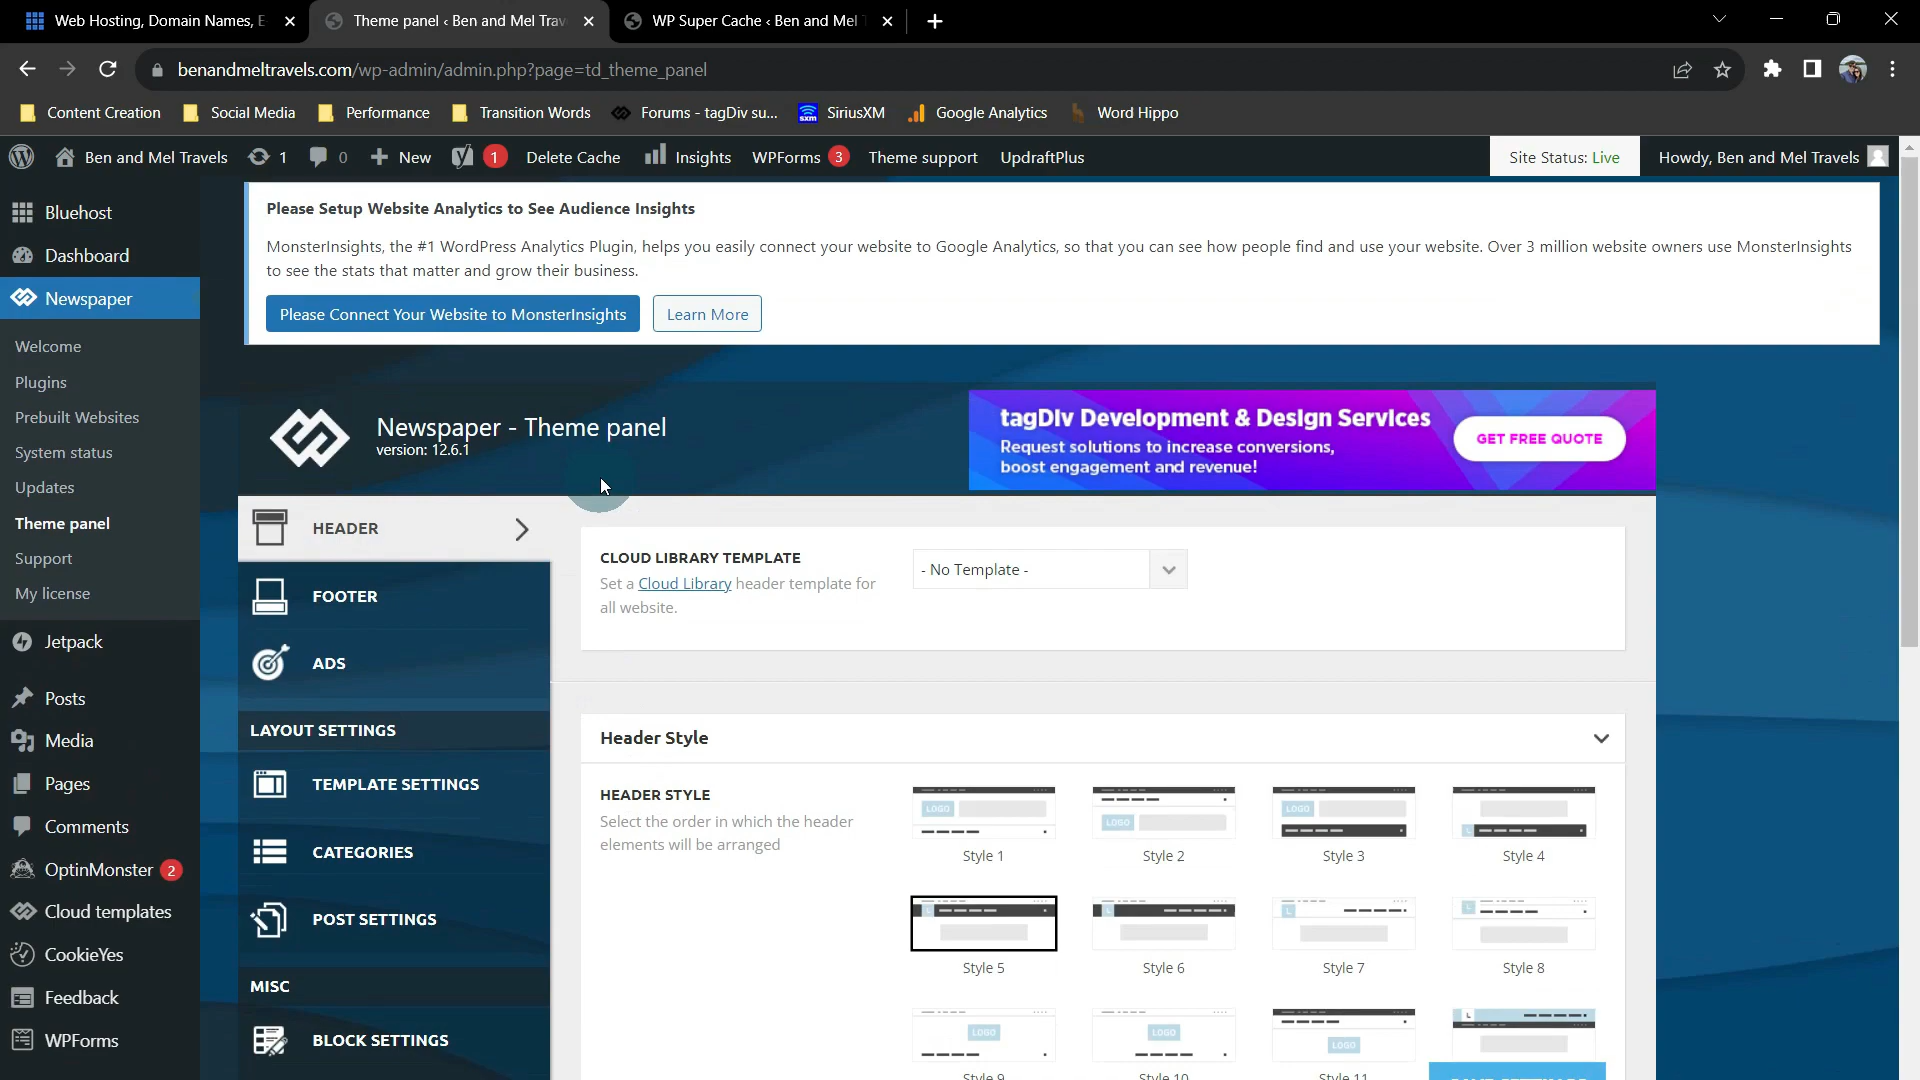 Web Hosting, Domain Names, E
Theme panel ‹ Ben and Mel Trav
WP Super Cache ‹ Ben and Mel T
benandmeltravels.com/wp-admin/admin.php?page=td_theme_panel
Content Creation
Social Media
Performance
Transition Words
Forums - tagDiv su...
SiriusXM
Google Analytics
Word Hippo
Ben and Mel Travels
1
0
New
1
Delete Cache
Insights
WPForms 3
Theme support
UpdraftPlus
Site Status: Live
Howdy, Ben and Mel Travels
Bluehost
Dashboard
Newspaper
Welcome
Plugins
Prebuilt Websites
System status
Updates
Theme panel
Support
My license
Jetpack
Posts
Media
Pages
Comments
OptinMonster 2
Cloud templates
CookieYes
Feedback
WPForms
Please Setup Website Analytics to See Audience Insights
MonsterInsights, the #1 WordPress Analytics Plugin, helps you easily connect your website to Google Analytics, so that you can see how people find and use your website. Over 3 million website owners use MonsterInsights
to see the stats that matter and grow their business.
Please Connect Your Website to MonsterInsights
Learn More
Newspaper - Theme panel
version: 12.6.1
tagDiv Development & Design Services
Request solutions to increase conversions,
boost engagement and revenue!
GET FREE QUOTE
HEADER
FOOTER
ADS
LAYOUT SETTINGS
TEMPLATE SETTINGS
CATEGORIES
POST SETTINGS
MISC
BLOCK SETTINGS
CLOUD LIBRARY TEMPLATE
Set a Cloud Library header template for
all website.
- No Template -
Header Style
HEADER STYLE
Select the order in which the header
elements will be arranged
LOGO
LOGO
LOGO
Style 1
Style 2
Style 3
Style 4
Style 5
Style 6
Style 7
Style 8
LOGO
LOGO
LOGO
Style 9
Style 10
Style 11